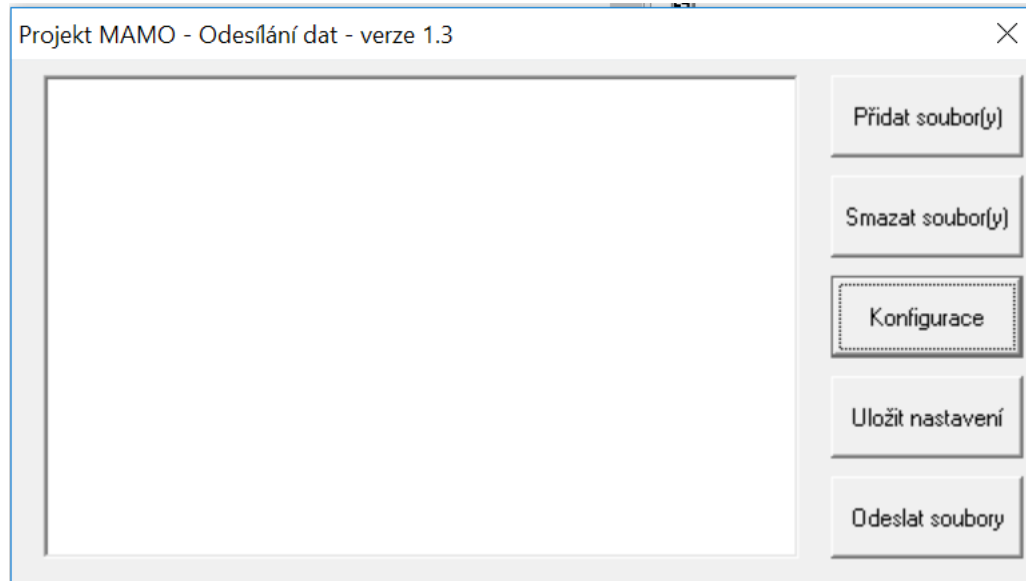 Projekt MAMO - Odesílání dat - verze 1.3
Přidat soubor(y)
Smazat soubor(y)
Konfigurace
Uložit nastavení
Odeslat soubory